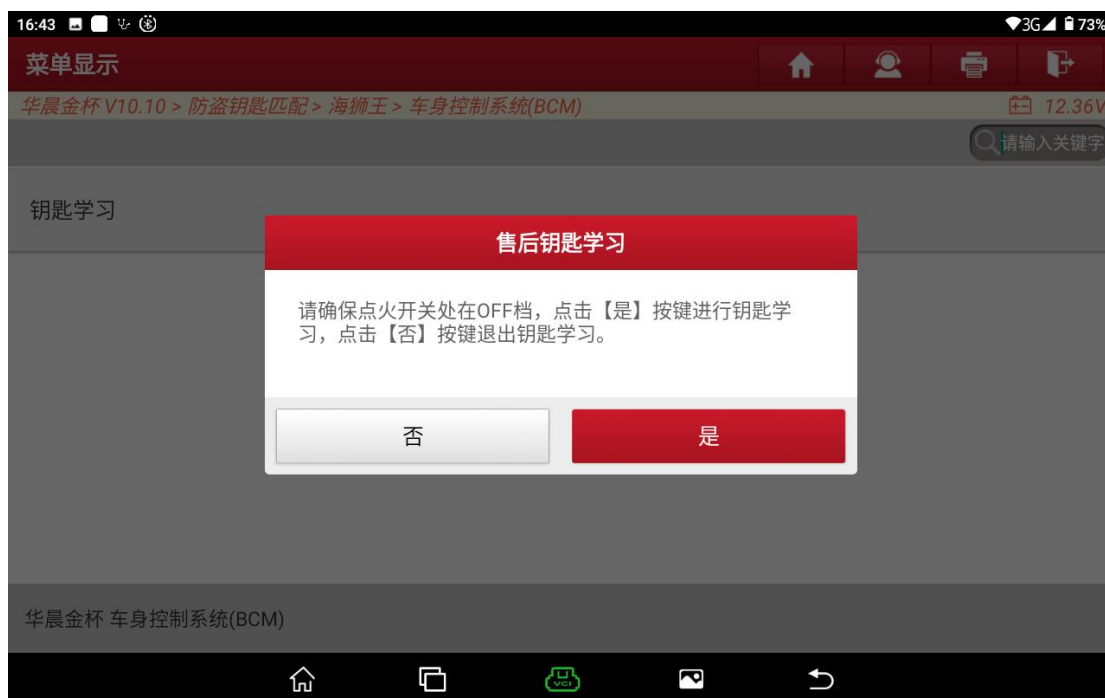 16:43
3G 73%
菜单显示
华晨金杯 V10.10 > 防盗钥匙匹配 > 海狮王 > 车身控制系统(BCM)
12.36V
请输入关键字
钥匙学习
售后钥匙学习
请确保点火开关处在OFF档，点击【是】按键进行钥匙学
习，点击【否】按键退出钥匙学习。
否
是
华晨金杯 车身控制系统(BCM)
VCI